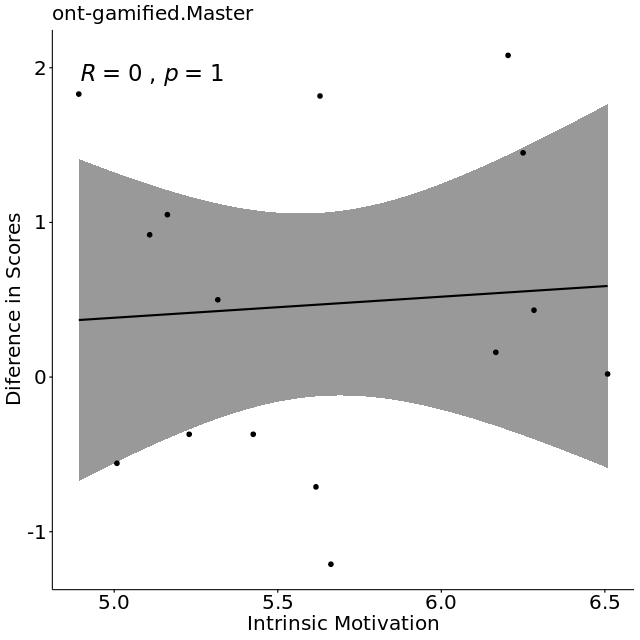 ont-gamified.Master
R = 0 , p = 1
2
1
0
-1
Diference in Scores
5.0 5.5 6.0 6.5
Intrinsic Motivation